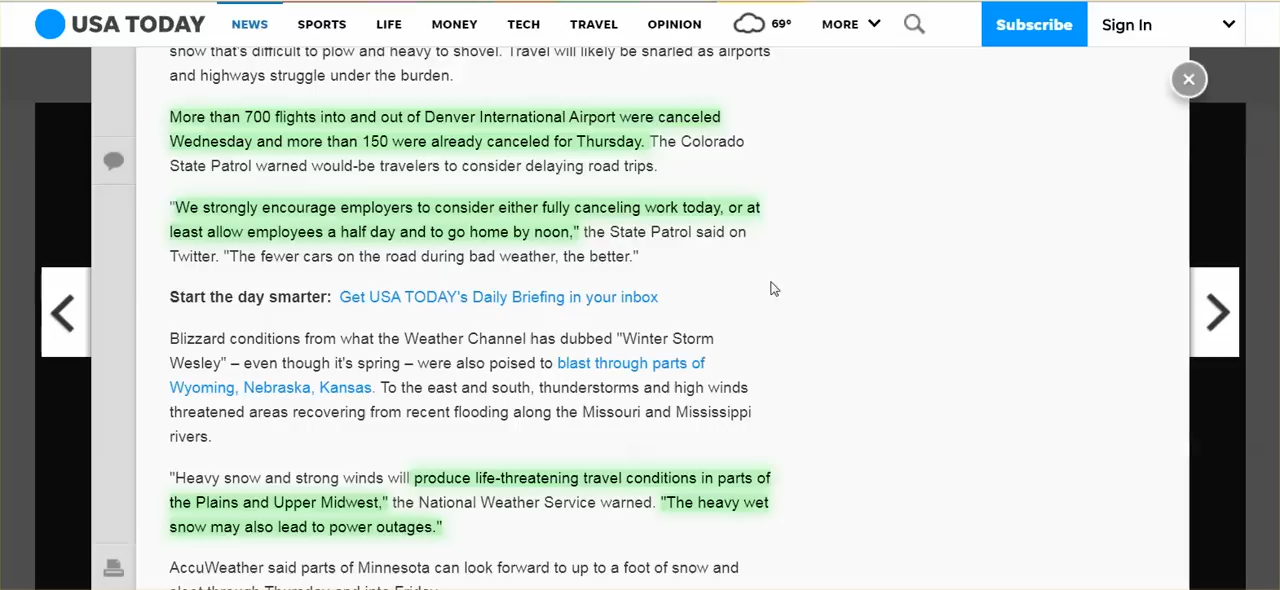 USA TODAY
NEWS SPORTS LIFE MONEY TECH TRAVEL OPINION 69° MORE Subscribe Sign In
snow that's difficult to plow and heavy to shovel. Travel will likely be snarled as airports
and highways struggle under the burden.
More than 700 flights into and out of Denver International Airport were canceled
Wednesday and more than 150 were already canceled for Thursday. The Colorado
State Patrol warned would-be travelers to consider delaying road trips.
"We strongly encourage employers to consider either fully canceling work today, or at
least allow employees a half day and to go home by noon," the State Patrol said on
Twitter. "The fewer cars on the road during bad weather, the better."
Start the day smarter: Get USA TODAY's Daily Briefing in your inbox
Blizzard conditions from what the Weather Channel has dubbed "Winter Storm
Wesley" – even though it's spring – were also poised to blast through parts of
Wyoming, Nebraska, Kansas. To the east and south, thunderstorms and high winds
threatened areas recovering from recent flooding along the Missouri and Mississippi
rivers.
"Heavy snow and strong winds will produce life-threatening travel conditions in parts of
the Plains and Upper Midwest," the National Weather Service warned. "The heavy wet
snow may also lead to power outages."
AccuWeather said parts of Minnesota can look forward to up to a foot of snow and
sleet through Thursday and into Friday.